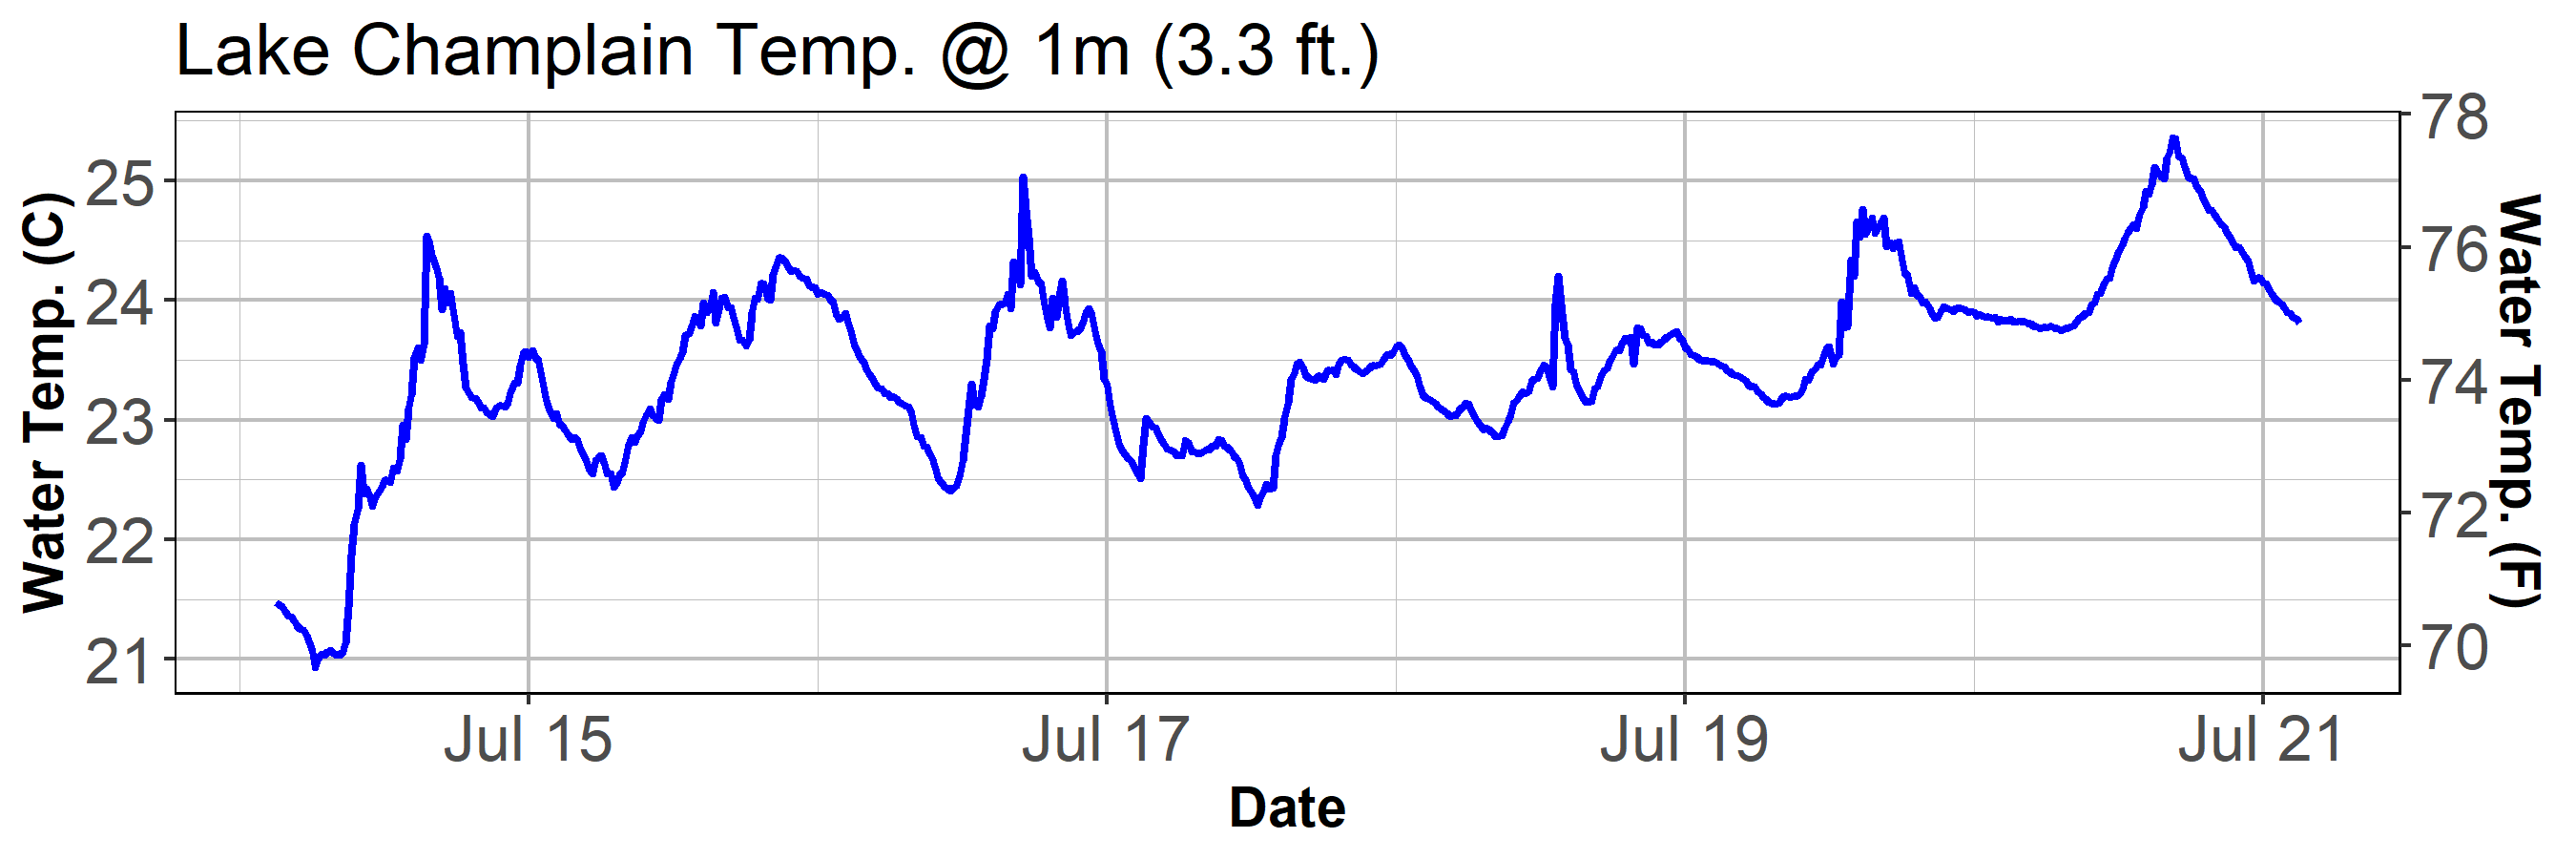 Lake Champlain Temp. @ 1m (3.3 ft.)
Water Temp. (C)
25
24
23
22
21
78
76
74
72
70
Water Temp. (F)
Jul 15
Jul 17
Jul 19
Jul 21
Date